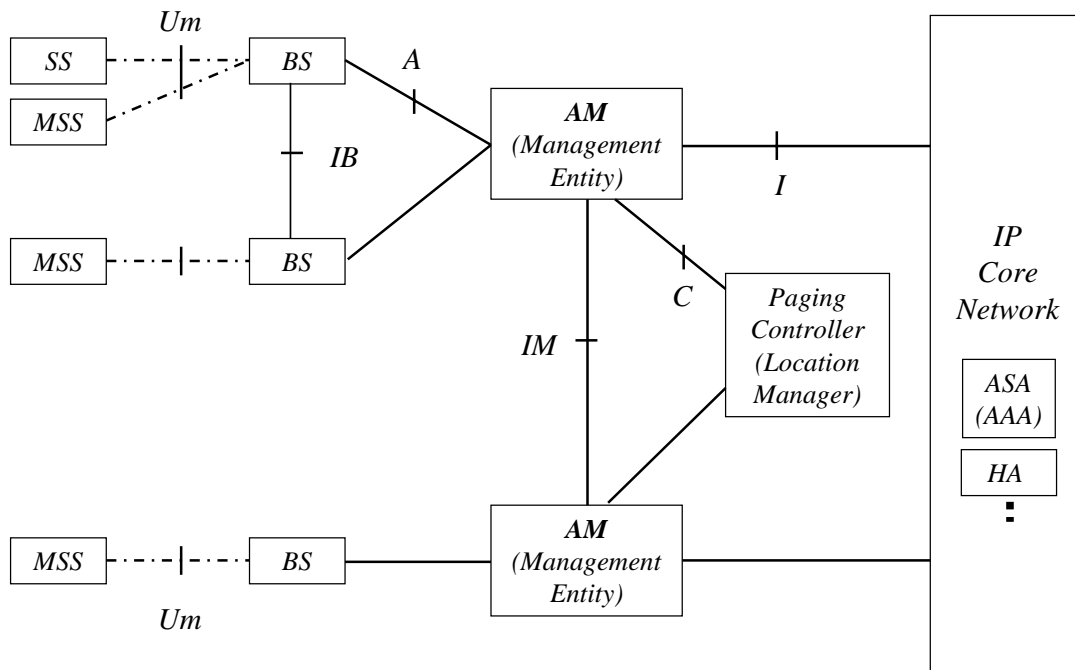 Um
SS
BS
A
MSS
AM
(Management
Entity)
IB
I
MSS
BS
IP
Core
Network
C
Paging
Controller
(Location
Manager)
IM
ASA
(AAA)
HA
AM
(Management
Entity)
MSS
BS
Um